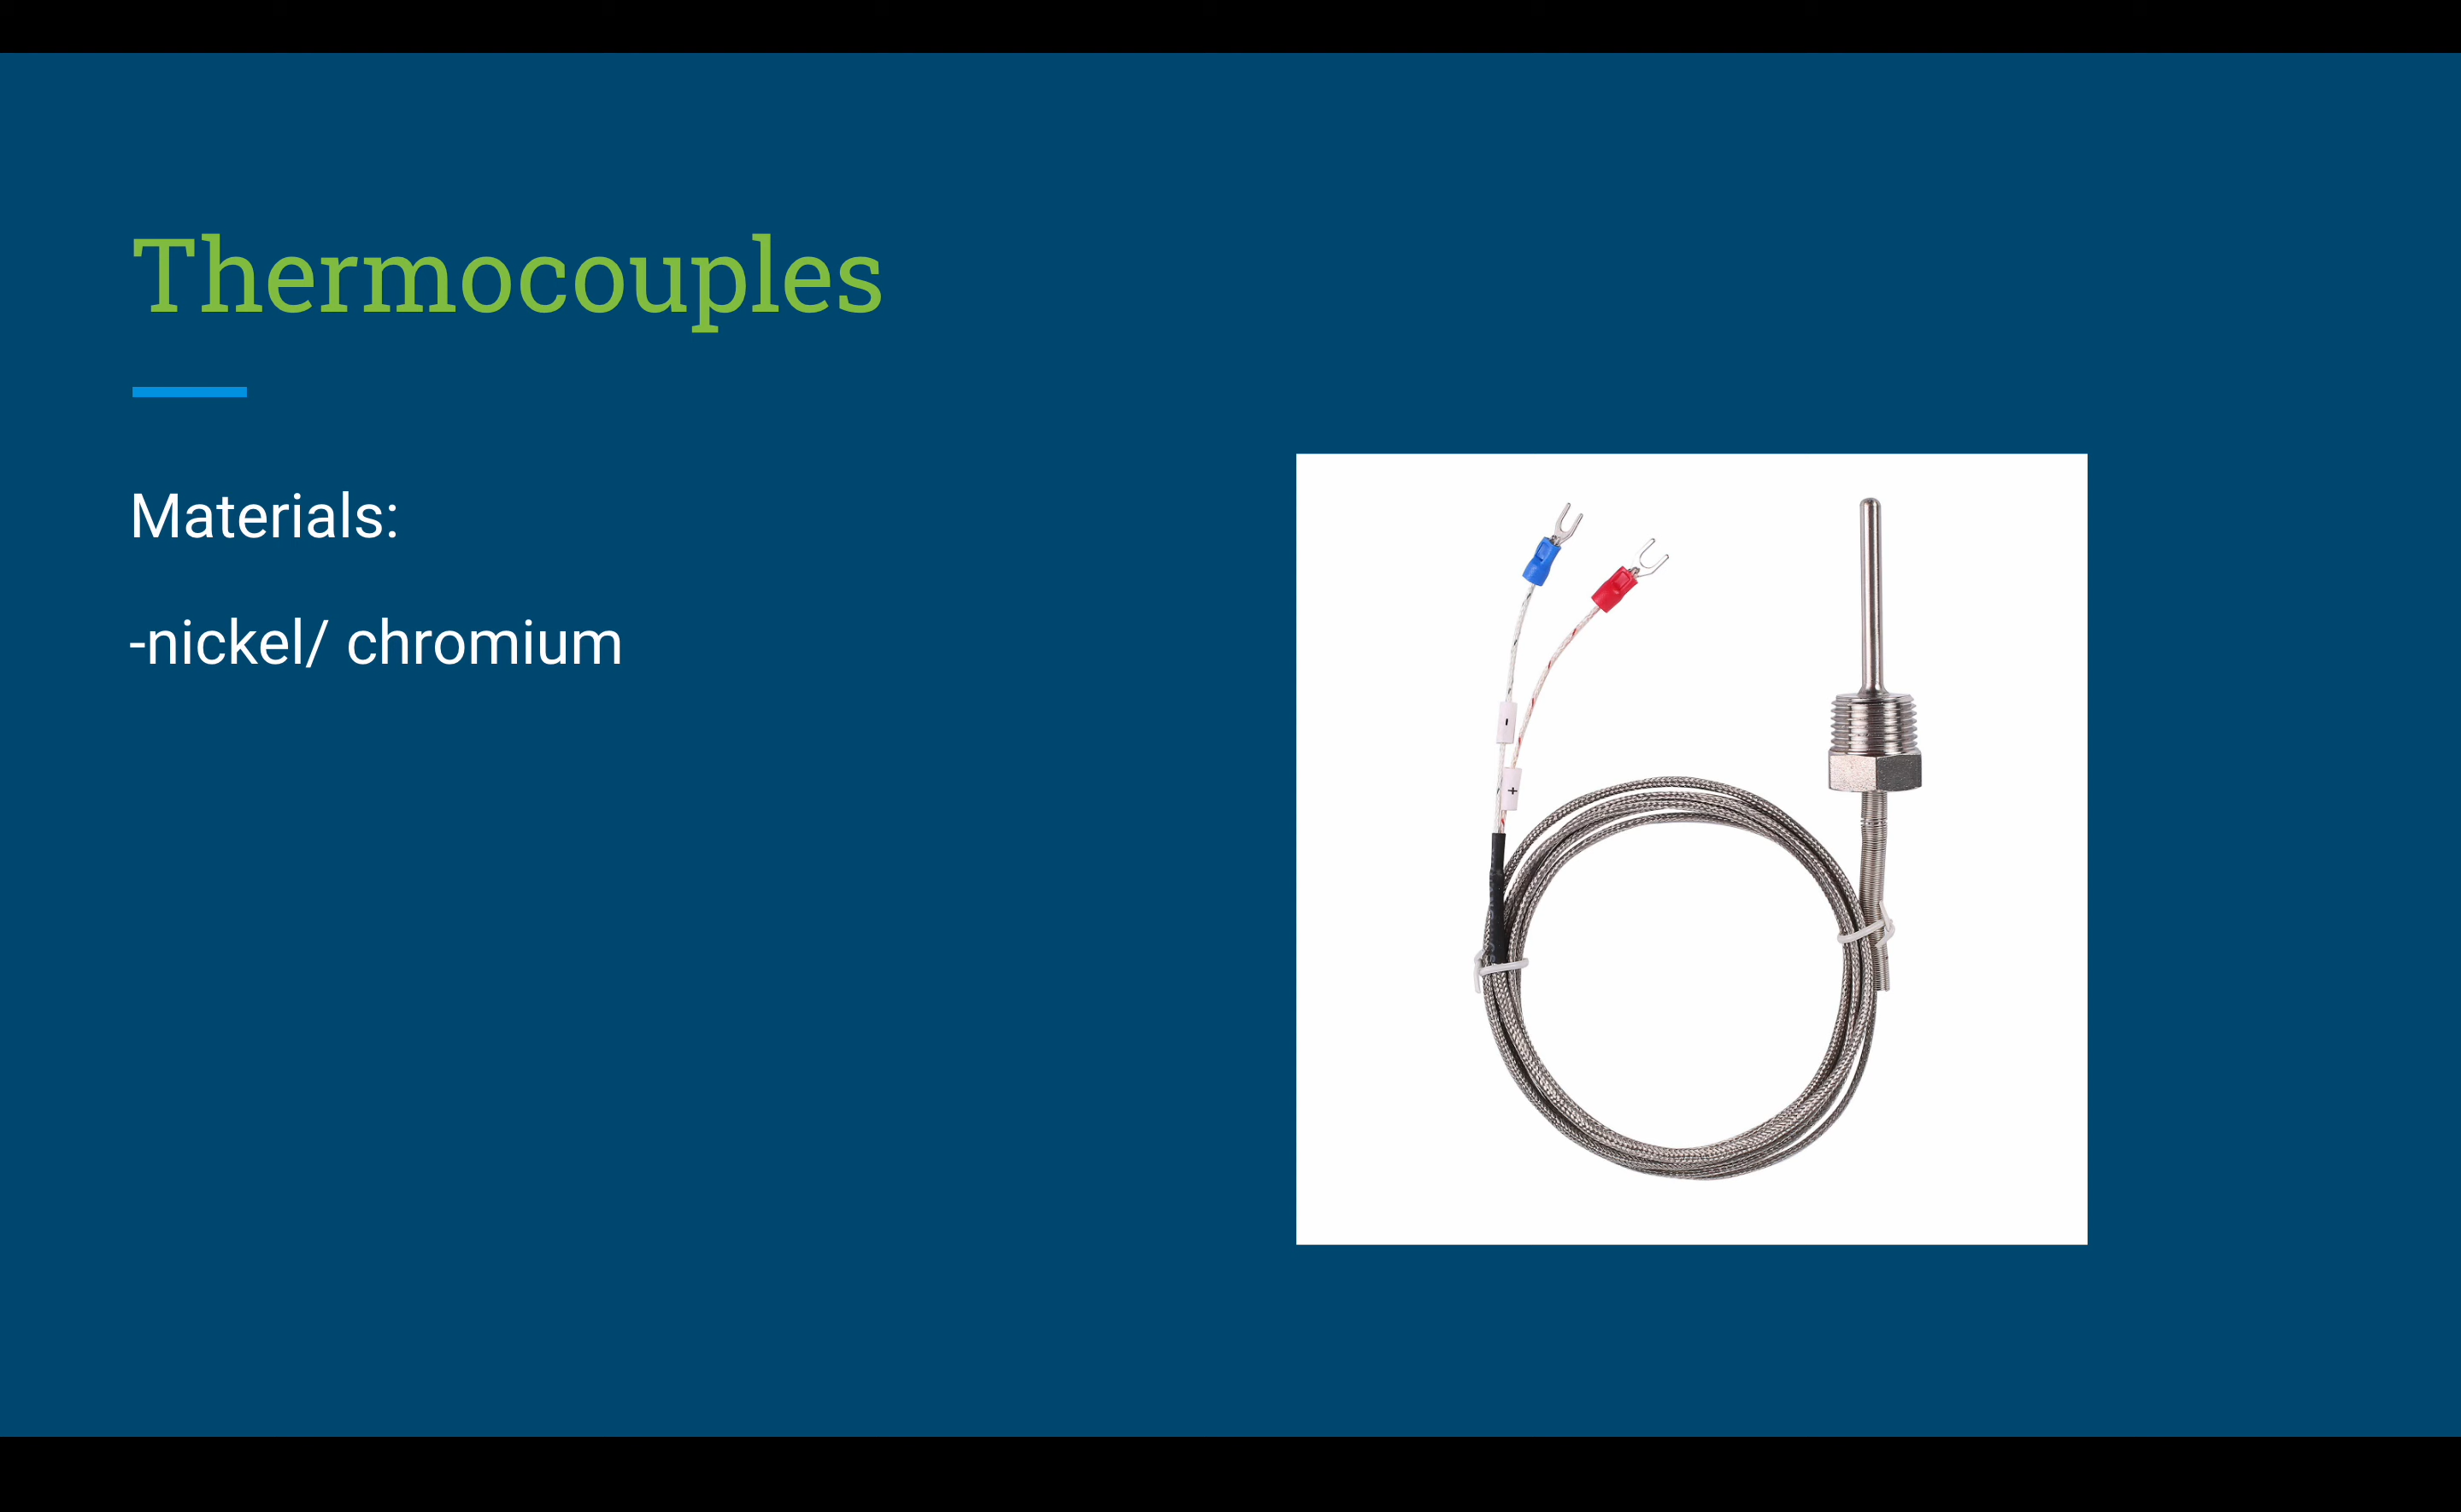 Thermocouples
Materials:
-nickel/ chromium
-
+